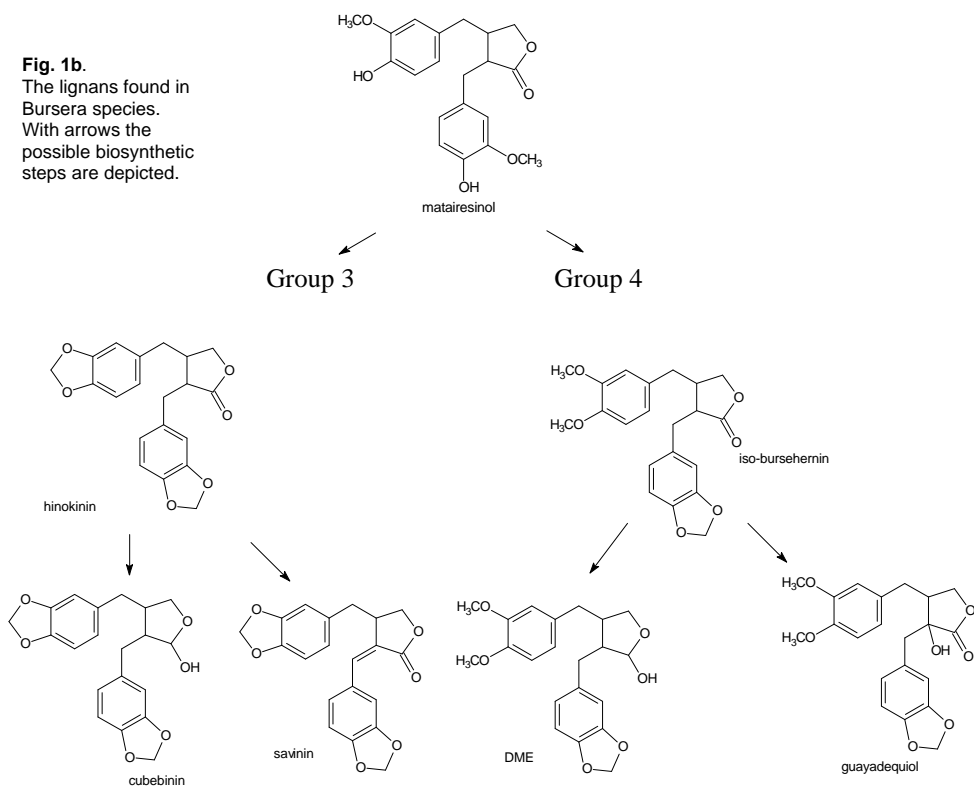 Fig. 1b.
The lignans found in
Bursera species.
With arrows the
possible biosynthetic
steps are depicted.
H₃CO
O
HO
O
OCH₃
OH
matairesinol
Group 3
Group 4
O
O
O
O
O
O
hinokinin
H₃CO
H₃CO
O
O
O
O
iso-bursehernin
O
O
O
OH
O
O
cubebinin
O
O
O
O
O
O
savinin
H₃CO
H₃CO
O
OH
O
O
DME
H₃CO
H₃CO
O
OH
O
O
O
guayadequiol